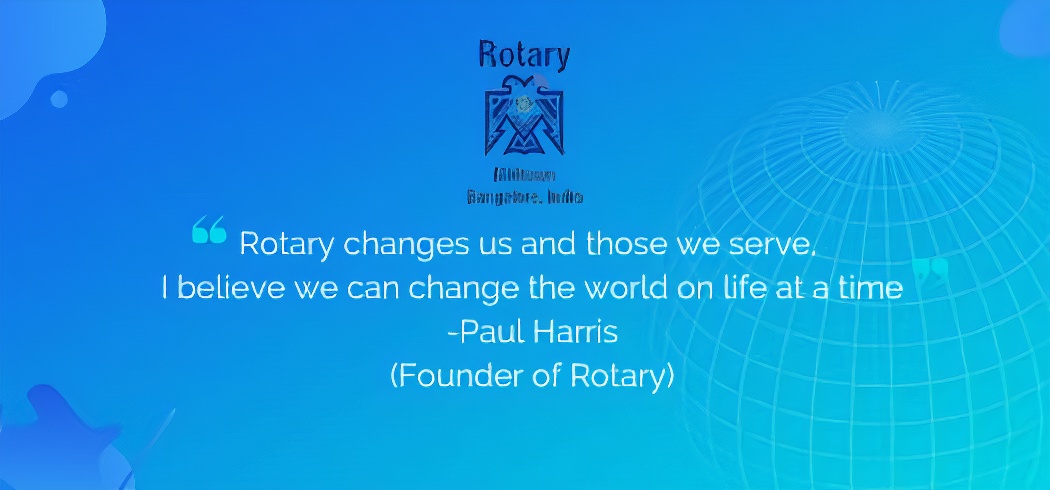 Rotary
Midtown
Bangalore, India
“ Rotary changes us and those we serve.
I believe we can change the world on life at a time ”
-Paul Harris
(Founder of Rotary)